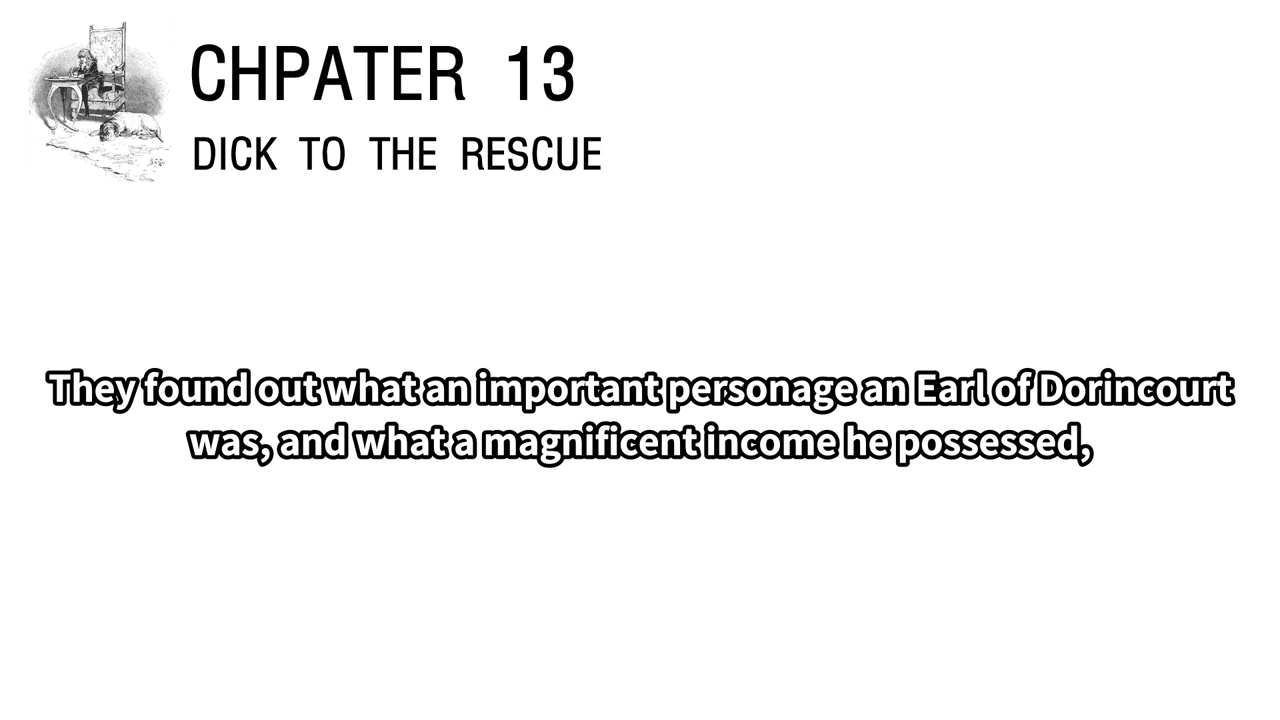 CHPATER 13
DICK TO THE RESCUE
They found out what an important personage an Earl of Dorincourt
was, and what a magnificent income he possessed,